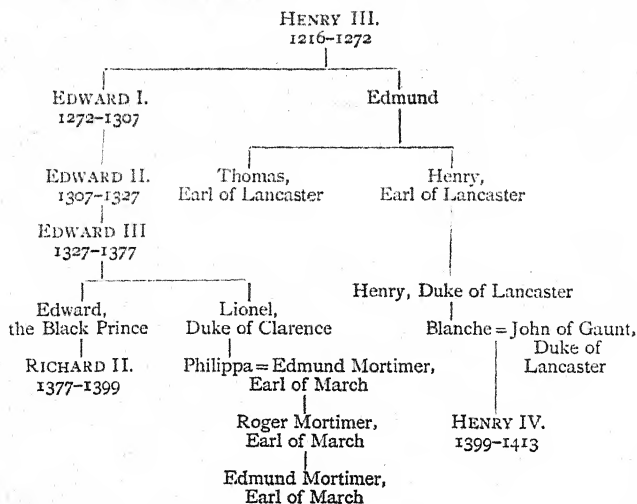 HENRY III.
1216–1272
EDWARD I.
1272–1307
Edmund
EDWARD II.
1307–1327
Thomas,
Earl of Lancaster
Henry,
Earl of Lancaster
EDWARD III
1327–1377
Edward,
the Black Prince
Lionel,
Duke of Clarence
Henry, Duke of Lancaster
Blanche = John of Gaunt,
Duke of
Lancaster
RICHARD II.
1377–1399
Philippa = Edmund Mortimer,
Earl of March
Roger Mortimer,
Earl of March
HENRY IV.
1399–1413
Edmund Mortimer,
Earl of March